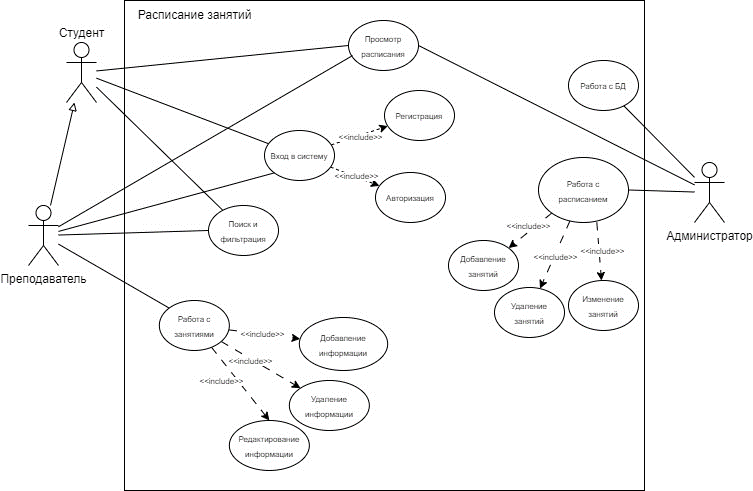 Расписание занятий
Студент
Просмотр
расписания
Работа с БД
Регистрация
<<include>>
Вход в систему
<<include>>
Авторизация
Работа с
расписанием
Поиск и
фильтрация
<<include>>
Администратор
Преподаватель
<<include>>
<<include>>
Добавление
занятий
Удаление
занятий
Изменение
занятий
Работа с
занятиями
<<include>>
Добавление
информации
<<include>>
<<include>>
Удаление
информации
Редактирование
информации